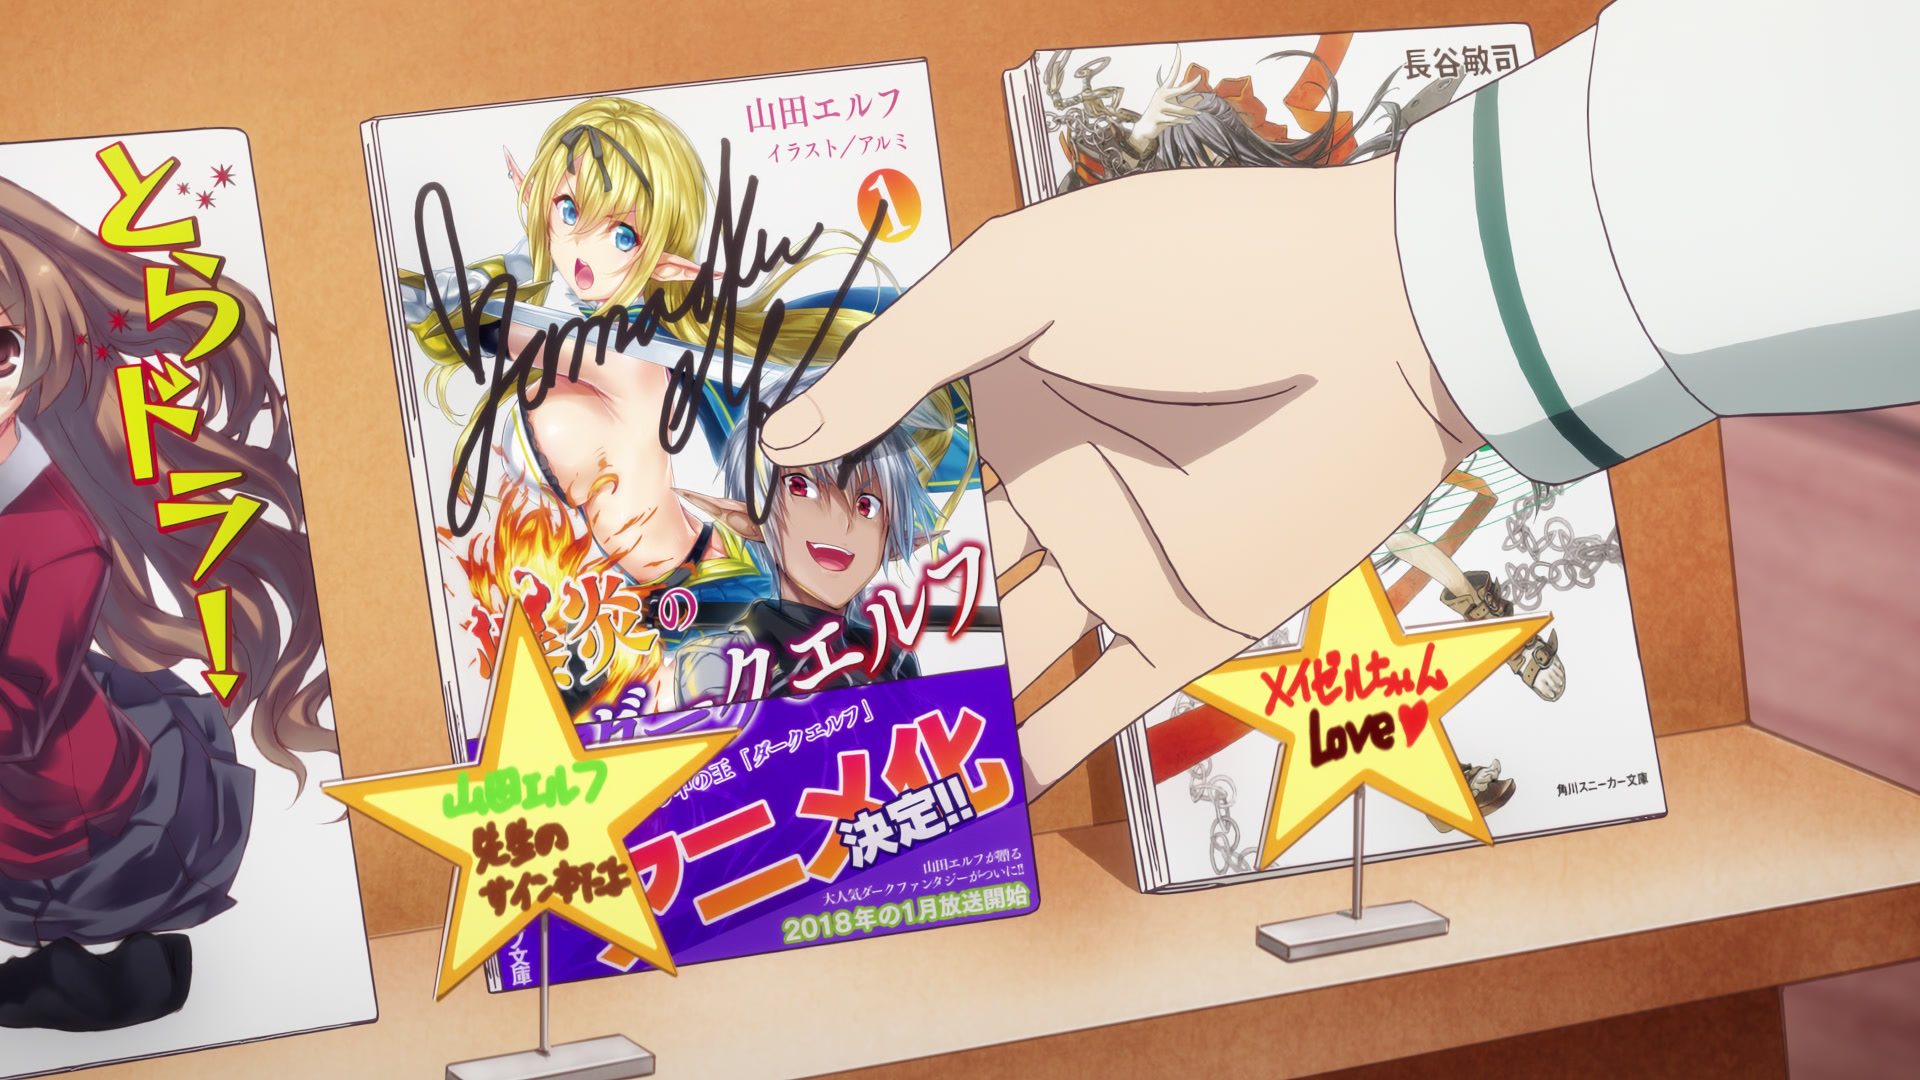 とらドラ!
山田エルフ
イラスト/アルミ
1
Yamada
爆炎の
ダークエルフ
の王「ダークエルフ」
アニメ化
決定!!
山田エルフが贈る
大人気ダークファンタジーがついに!!
2018年の1月放送開始
文庫
山田エルフ
先生の
サイン本だよ
長谷敏司
メイゼルちゃん
Love♥
角川スニーカー文庫